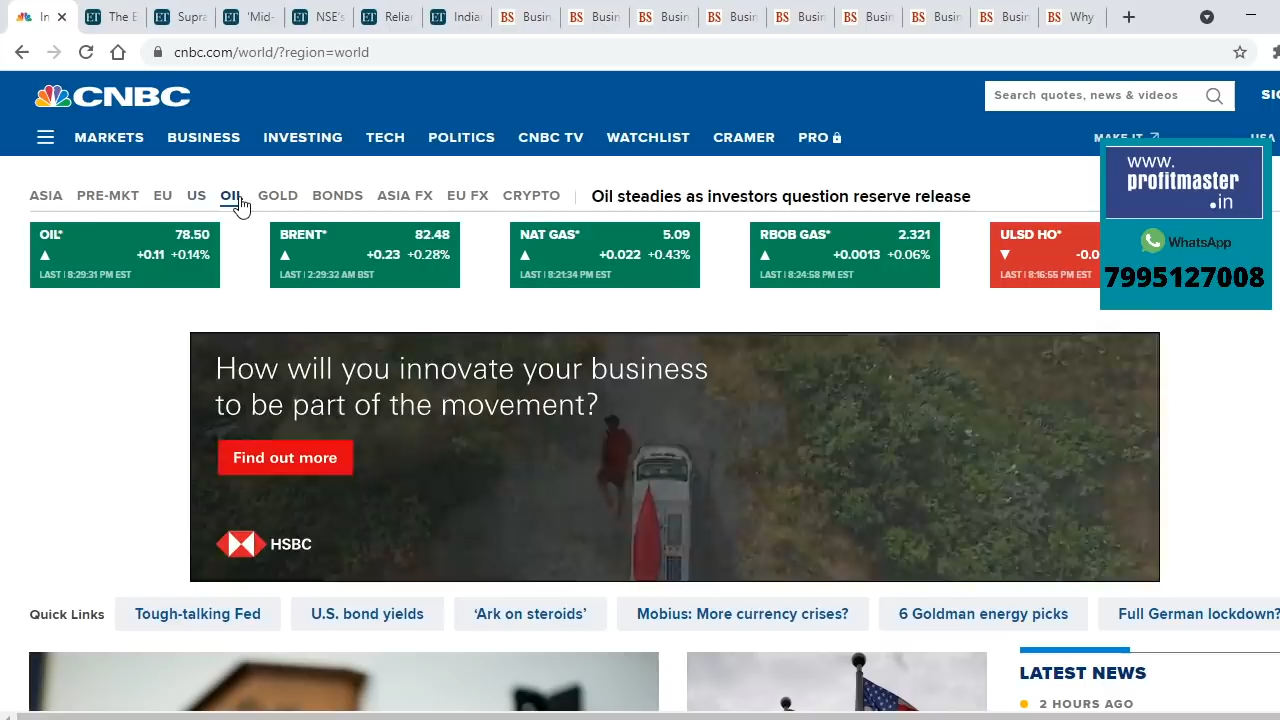 In
The E
Supra
'Mid-
NSE's
Relian
Indian
Busin
Busin
Busin
Busin
Busin
Busin
Busin
Busin
Why
cnbc.com/world/?region=world
CNBC
Search quotes, news & videos
MARKETS BUSINESS INVESTING TECH POLITICS CNBC TV WATCHLIST CRAMER PRO
MAKE IT
USA
www.
profitmaster
.in
WhatsApp
7995127008
ASIA PRE-MKT EU US OIL GOLD BONDS ASIA FX EU FX CRYPTO
Oil steadies as investors question reserve release
OIL* 78.50
+0.11 +0.14%
LAST | 8:29:31 PM EST
BRENT* 82.48
+0.23 +0.28%
LAST | 2:29:32 AM BST
NAT GAS* 5.09
+0.022 +0.43%
LAST | 8:21:34 PM EST
RBOB GAS* 2.321
+0.0013 +0.06%
LAST | 8:24:58 PM EST
ULSD HO*
-0.0
LAST | 8:16:55 PM EST
How will you innovate your business
to be part of the movement?
Find out more
HSBC
Quick Links
Tough-talking Fed
U.S. bond yields
‘Ark on steroids’
Mobius: More currency crises?
6 Goldman energy picks
Full German lockdown?
LATEST NEWS
2 HOURS AGO